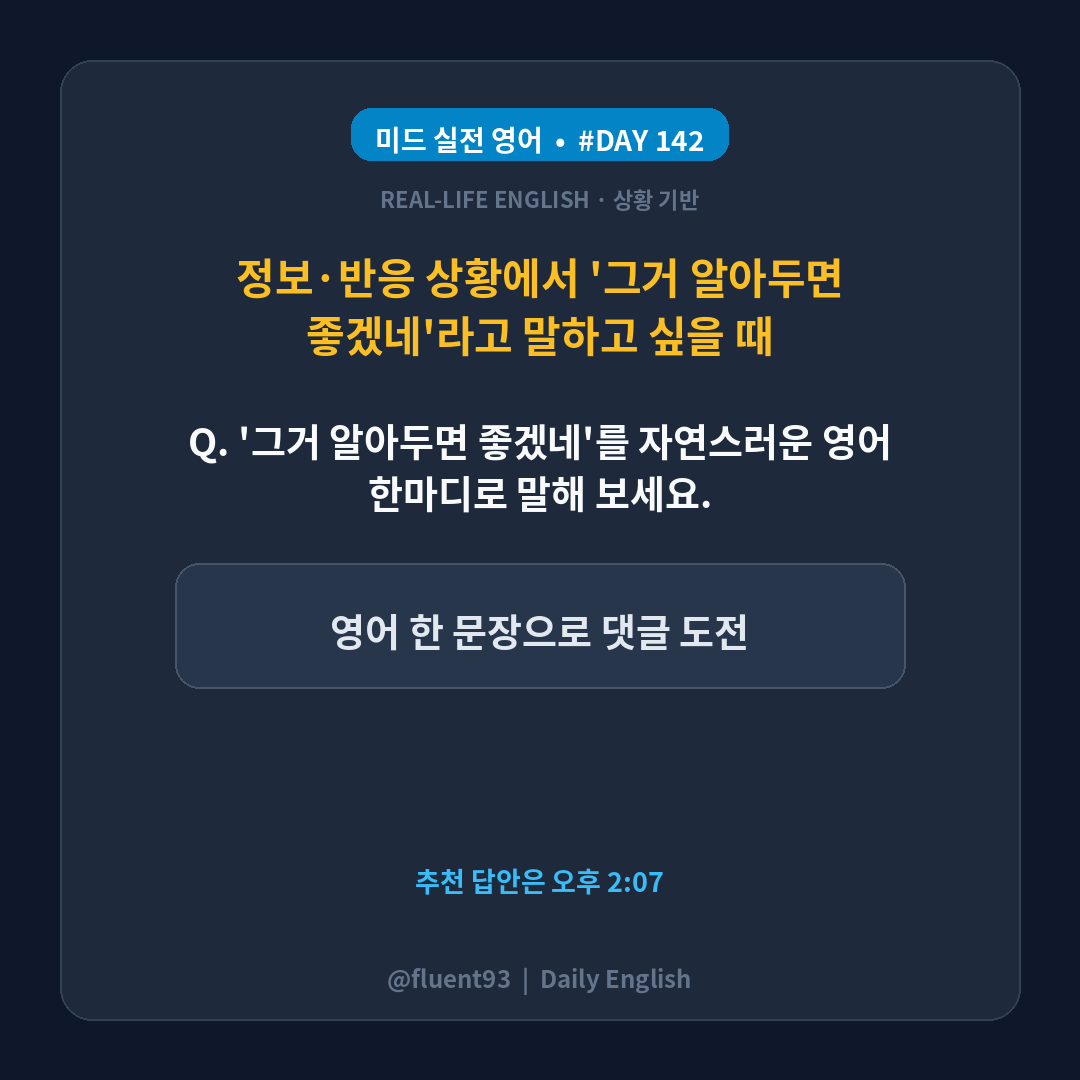 미드 실전 영어 • #DAY 142
REAL-LIFE ENGLISH · 상황 기반
정보·반응 상황에서 '그거 알아두면
좋겠네'라고 말하고 싶을 때
Q. '그거 알아두면 좋겠네'를 자연스러운 영어
한마디로 말해 보세요.
영어 한 문장으로 댓글 도전
추천 답안은 오후 2:07
@fluent93 | Daily English